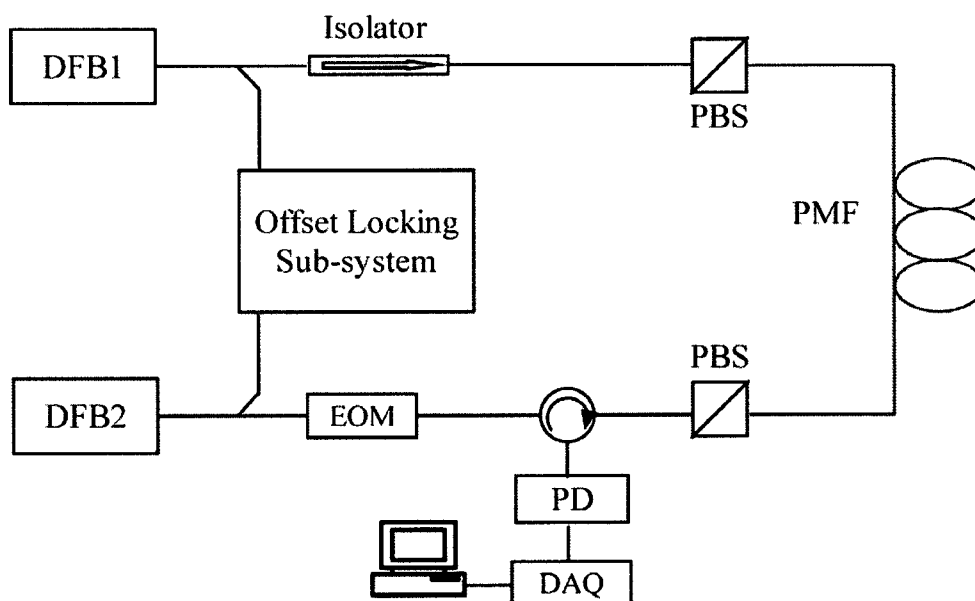 Isolator
DFB1
PBS
Offset Locking
Sub-system
PMF
PBS
DFB2
EOM
PD
DAQ